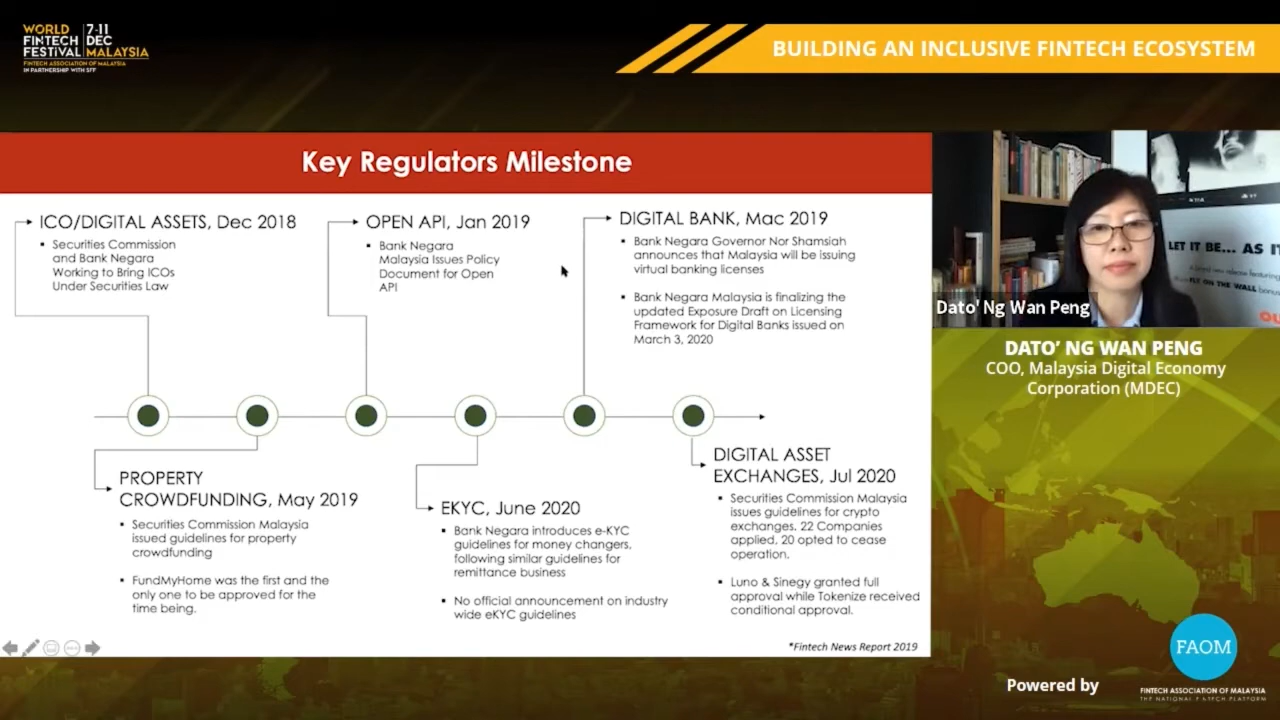 WORLD
FINTECH
FESTIVAL
7-11
DEC
MALAYSIA
FINTECH ASSOCIATION OF MALAYSIA
IN PARTNERSHIP WITH SFF
BUILDING AN INCLUSIVE FINTECH ECOSYSTEM
Key Regulators Milestone
ICO/DIGITAL ASSETS, Dec 2018
▪ Securities Commission
and Bank Negara
Working to Bring ICOs
Under Securities Law
OPEN API, Jan 2019
▪ Bank Negara
Malaysia Issues Policy
Document for Open
API
DIGITAL BANK, Mac 2019
▪ Bank Negara Governor Nor Shamsiah
announces that Malaysia will be issuing
virtual banking licenses
▪ Bank Negara Malaysia is finalizing the
updated Exposure Draft on Licensing
Framework for Digital Banks issued on
March 3, 2020
PROPERTY
CROWDFUNDING, May 2019
▪ Securities Commission Malaysia
issued guidelines for property
crowdfunding
▪ FundMyHome was the first and the
only one to be approved for the
time being.
EKYC, June 2020
▪ Bank Negara introduces e-KYC
guidelines for money changers,
following similar guidelines for
remittance business
▪ No official announcement on industry
wide eKYC guidelines
DIGITAL ASSET
EXCHANGES, Jul 2020
▪ Securities Commission Malaysia
issues guidelines for crypto
exchanges. 22 Companies
applied, 20 opted to cease
operation.
▪ Luno & Sinegy granted full
approval while Tokenize received
conditional approval.
*Fintech News Report 2019
LET IT BE... AS IT
FLY ON THE WALL
Dato' Ng Wan Peng
DATO' NG WAN PENG
COO, Malaysia Digital Economy
Corporation (MDEC)
Powered by
FAOM
FINTECH ASSOCIATION OF MALAYSIA
THE NATIONAL FINTECH PLATFORM